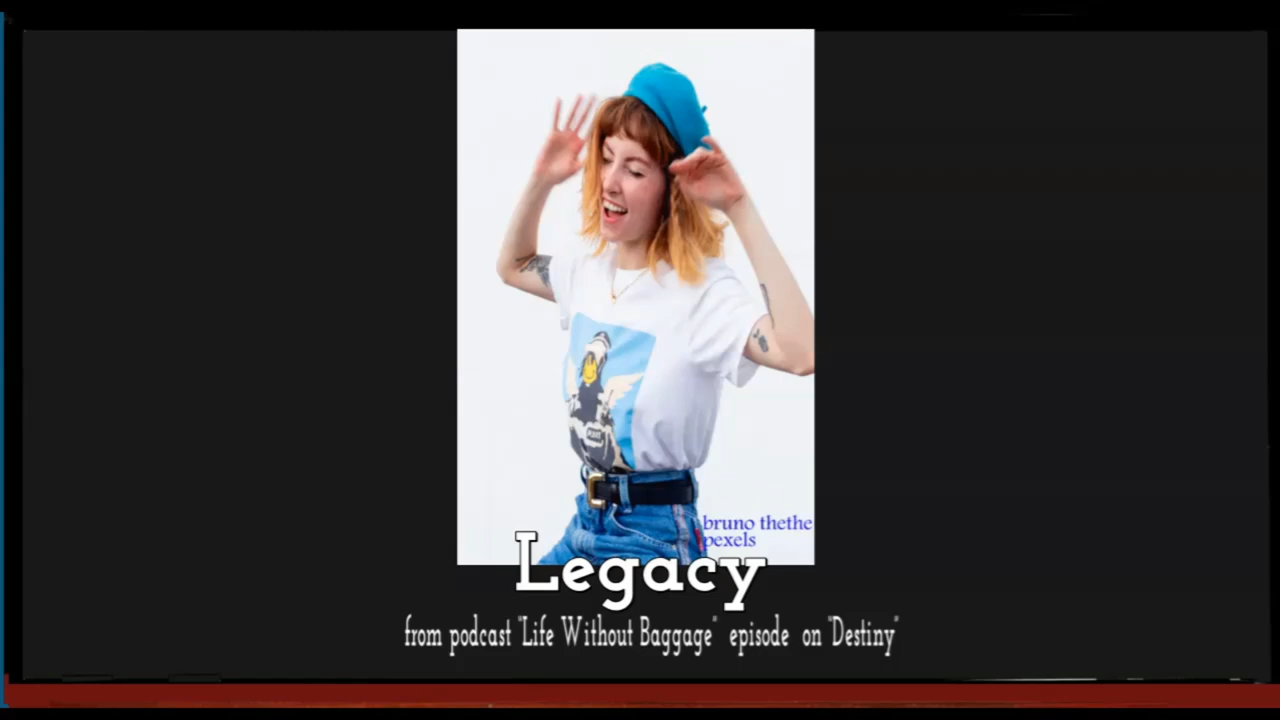 bruno thethe
pexels
Legacy
from podcast "Life Without Baggage" episode on "Destiny"